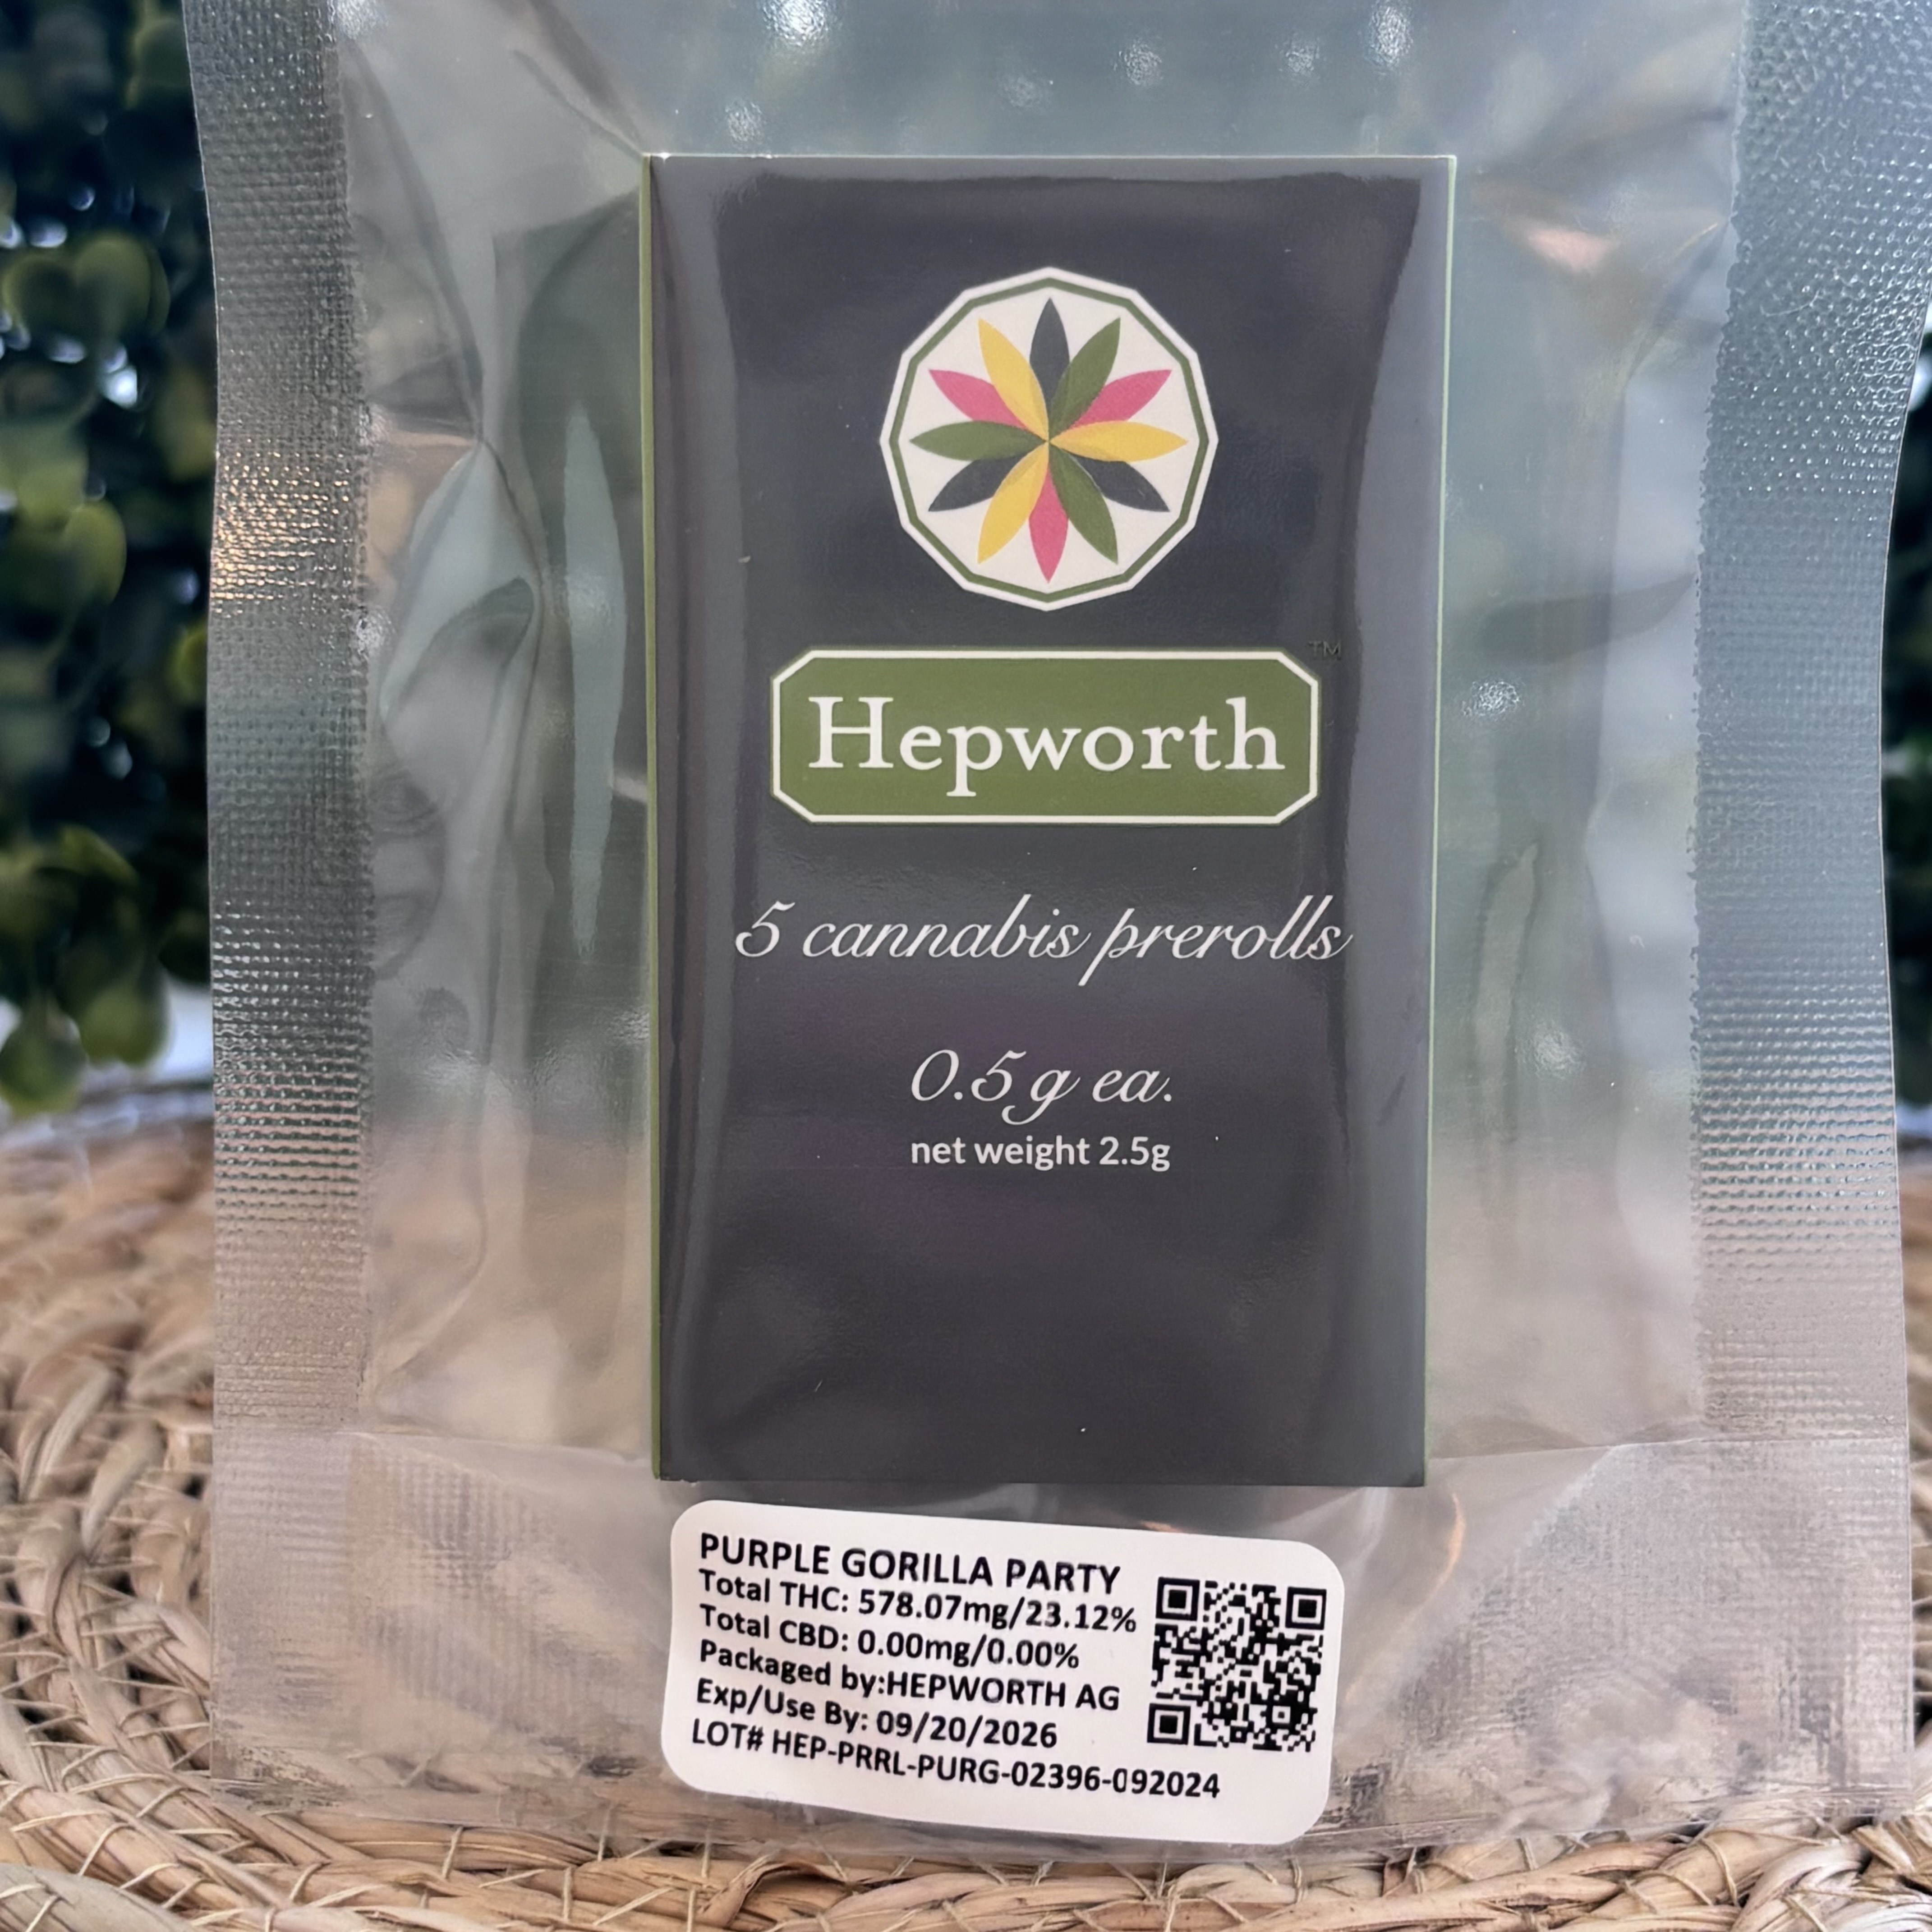 TM
Hepworth
5 cannabis prerolls
0.5g ea.
net weight 2.5g
PURPLE GORILLA PARTY
Total THC: 578.07mg/23.12%
Total CBD: 0.00mg/0.00%
Packaged by:HEPWORTH AG
Exp/Use By: 09/20/2026
LOT# HEP-PRRL-PURG-02396-092024